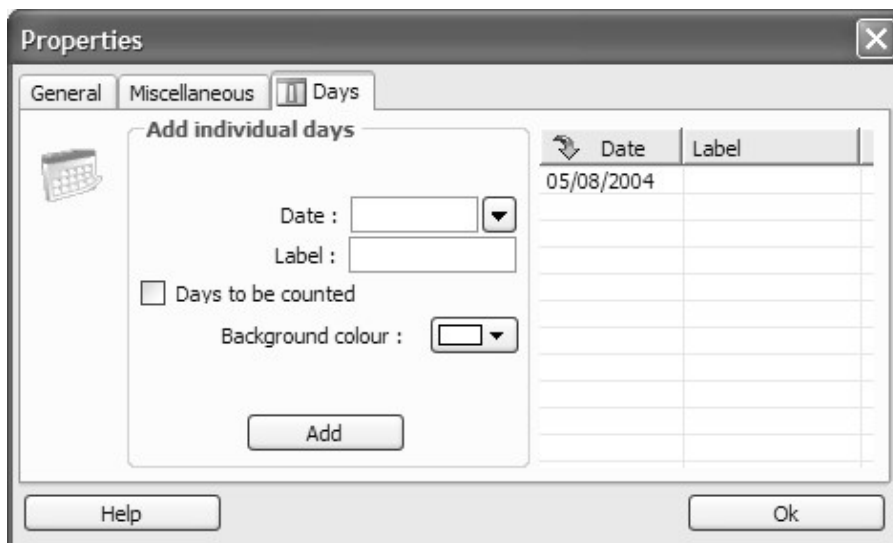 Properties
General Miscellaneous Days
Add individual days
Date :
Label :
Days to be counted
Background colour :
Add
Date Label
05/08/2004
Help Ok